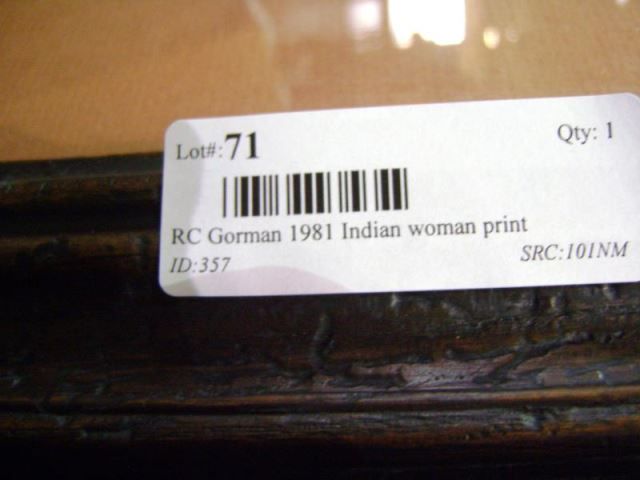 Lot#:71 Qty: 1
RC Gorman 1981 Indian woman print
ID:357 SRC:101NM